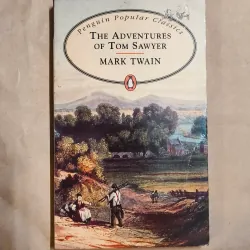 Penguin Popular Classics
THE ADVENTURES
OF TOM SAWYER
MARK TWAIN